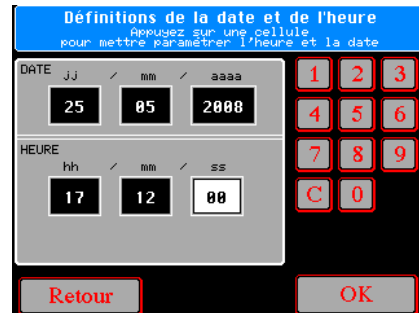 Définitions de la date et de l'heure
Appuyez sur une cellule
pour mettre paramétrer l'heure et la date
DATE jj / mm / aaaa
25 05 2008
HEURE
hh / mm / ss
17 12 00
1 2 3
4 5 6
7 8 9
C 0
Retour OK